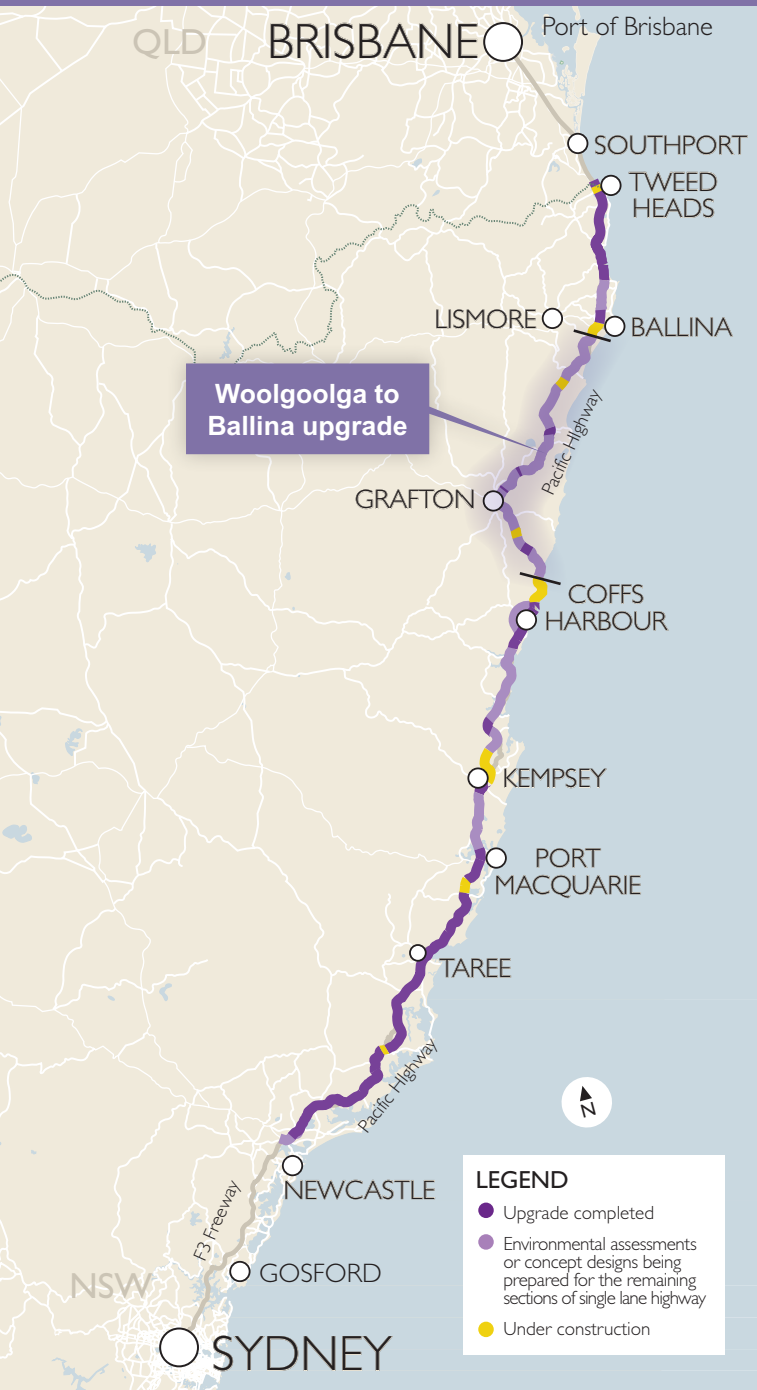 QLD
BRISBANE
Port of Brisbane
SOUTHPORT
TWEED
HEADS
LISMORE
BALLINA
Woolgoolga to
Ballina upgrade
Pacific HIghway
GRAFTON
COFFS
HARBOUR
KEMPSEY
PORT
MACQUARIE
TAREE
Pacific HIghway
N
NEWCASTLE
F3 Freeway
GOSFORD
NSW
SYDNEY
LEGEND
Upgrade completed
Environmental assessments
or concept designs being
prepared for the remaining
sections of single lane highway
Under construction